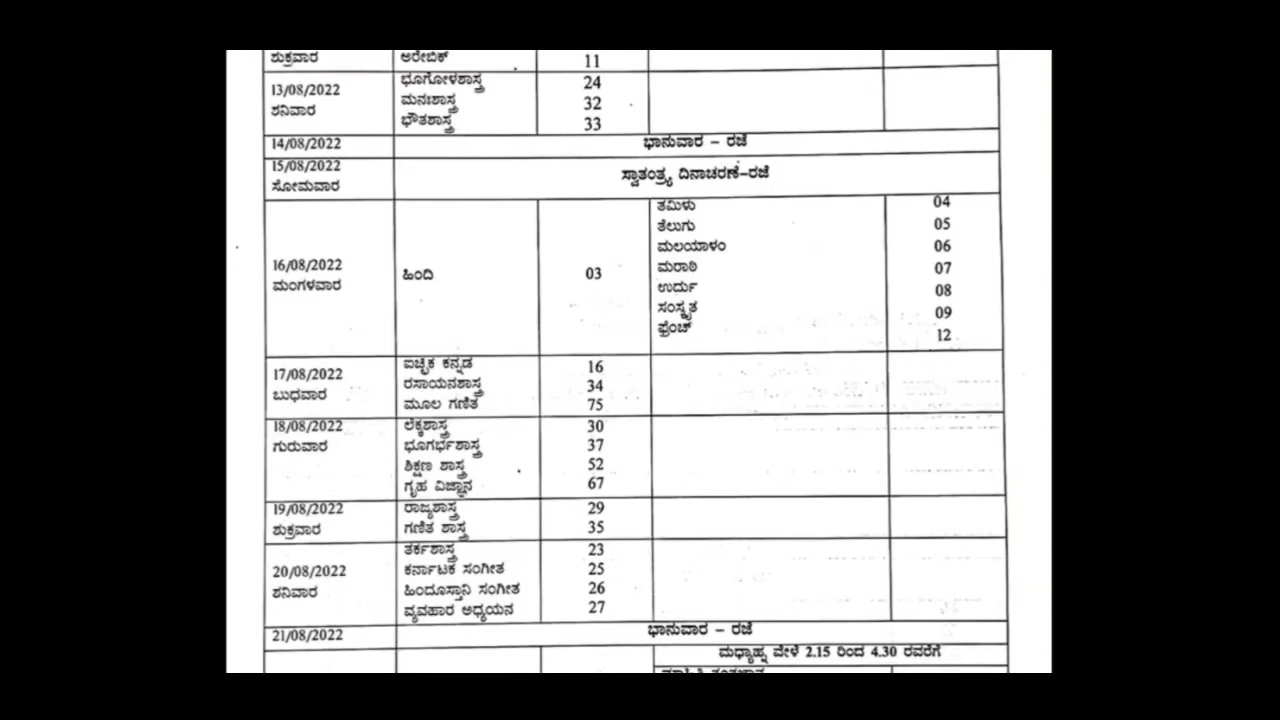 ಶುಕ್ರವಾರ ಅರೇಬಿಕ್ 11
13/08/2022
ಶನಿವಾರ
ಭೂಗೋಳಶಾಸ್ತ್ರ 24
ಮನಃಶಾಸ್ತ್ರ 32
ಭೌತಶಾಸ್ತ್ರ 33
14/08/2022 ಭಾನುವಾರ – ರಜೆ
15/08/2022
ಸೋಮವಾರ
ಸ್ವಾತಂತ್ರ್ಯ ದಿನಾಚರಣೆ–ರಜೆ
16/08/2022
ಮಂಗಳವಾರ
ಹಿಂದಿ 03
ತಮಿಳು 04
ತೆಲುಗು 05
ಮಲಯಾಳಂ 06
ಮರಾಠಿ 07
ಉರ್ದು 08
ಸಂಸ್ಕೃತ 09
ಫ್ರೆಂಚ್ 12
17/08/2022
ಬುಧವಾರ
ಐಚ್ಛಿಕ ಕನ್ನಡ 16
ರಸಾಯನಶಾಸ್ತ್ರ 34
ಮೂಲ ಗಣಿತ 75
18/08/2022
ಗುರುವಾರ
ಲೆಕ್ಕಶಾಸ್ತ್ರ 30
ಭೂಗರ್ಭಶಾಸ್ತ್ರ 37
ಶಿಕ್ಷಣ ಶಾಸ್ತ್ರ 52
ಗೃಹ ವಿಜ್ಞಾನ 67
19/08/2022
ಶುಕ್ರವಾರ
ರಾಜ್ಯಶಾಸ್ತ್ರ 29
ಗಣಿತ ಶಾಸ್ತ್ರ 35
20/08/2022
ಶನಿವಾರ
ತರ್ಕಶಾಸ್ತ್ರ 23
ಕರ್ನಾಟಕ ಸಂಗೀತ 25
ಹಿಂದೂಸ್ತಾನಿ ಸಂಗೀತ 26
ವ್ಯವಹಾರ ಅಧ್ಯಯನ 27
21/08/2022 ಭಾನುವಾರ – ರಜೆ
ಮಧ್ಯಾಹ್ನ ವೇಳೆ 2.15 ರಿಂದ 4.30 ರವರೆಗೆ